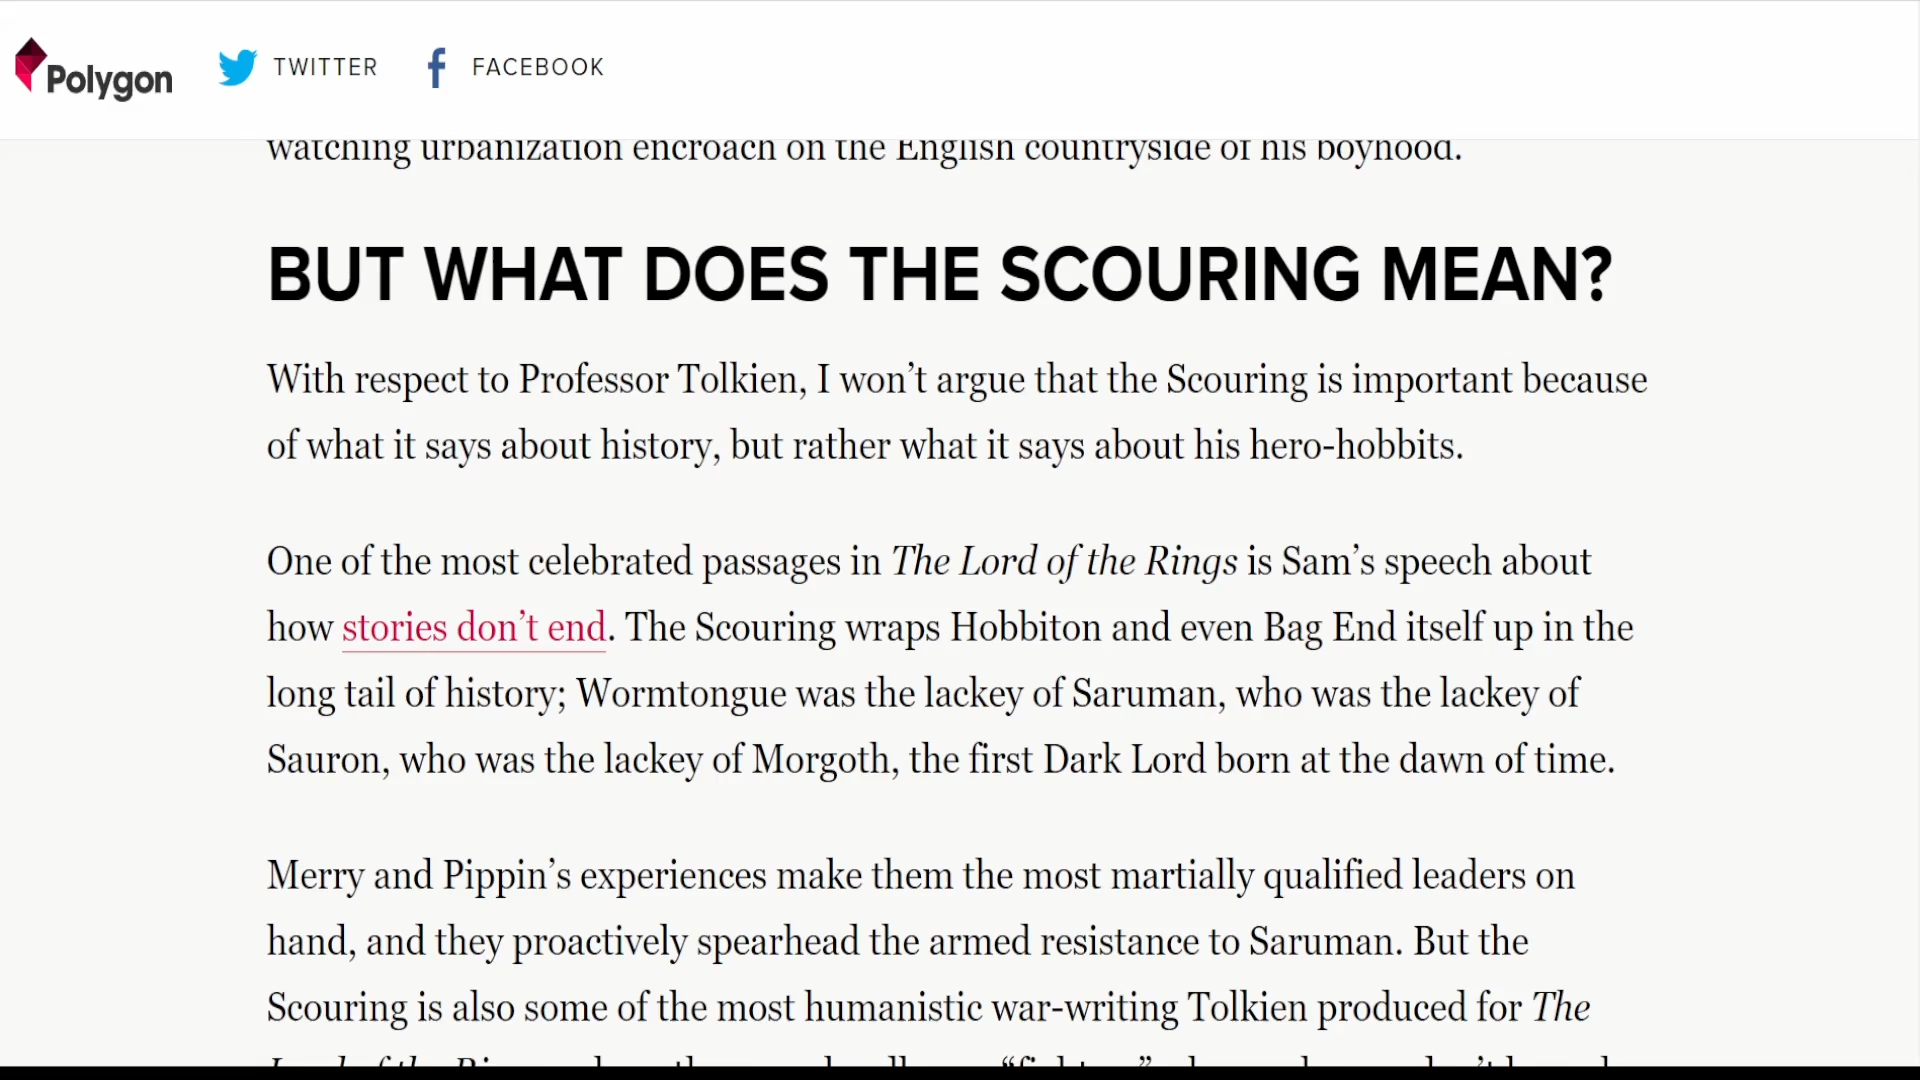 Polygon TWITTER FACEBOOK
watching urbanization encroach on the English countryside of his boyhood.
BUT WHAT DOES THE SCOURING MEAN?
With respect to Professor Tolkien, I won’t argue that the Scouring is important because
of what it says about history, but rather what it says about his hero-hobbits.
One of the most celebrated passages in The Lord of the Rings is Sam’s speech about
how stories don’t end. The Scouring wraps Hobbiton and even Bag End itself up in the
long tail of history; Wormtongue was the lackey of Saruman, who was the lackey of
Sauron, who was the lackey of Morgoth, the first Dark Lord born at the dawn of time.
Merry and Pippin’s experiences make them the most martially qualified leaders on
hand, and they proactively spearhead the armed resistance to Saruman. But the
Scouring is also some of the most humanistic war-writing Tolkien produced for The